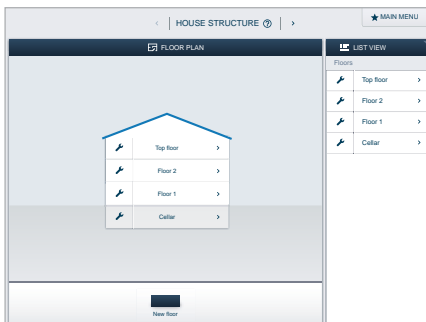 HOUSE STRUCTURE
MAIN MENU
FLOOR PLAN
LIST VIEW
Floors
Top floor
Floor 2
Floor 1
Cellar
Top floor
Floor 2
Floor 1
Cellar
New floor